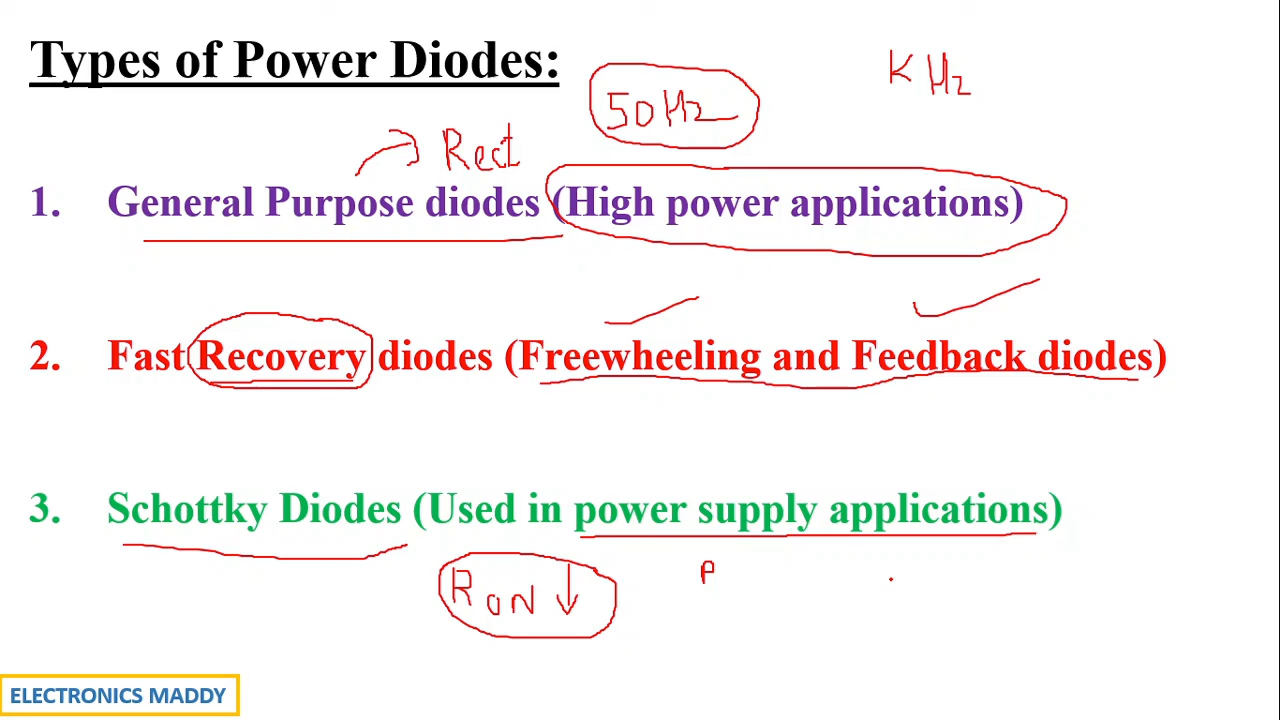 Types of Power Diodes:
KHz
50Hz
Rect
1. General Purpose diodes (High power applications)
2. Fast Recovery diodes (Freewheeling and Feedback diodes)
3. Schottky Diodes (Used in power supply applications)
RON ↓
P
ELECTRONICS MADDY